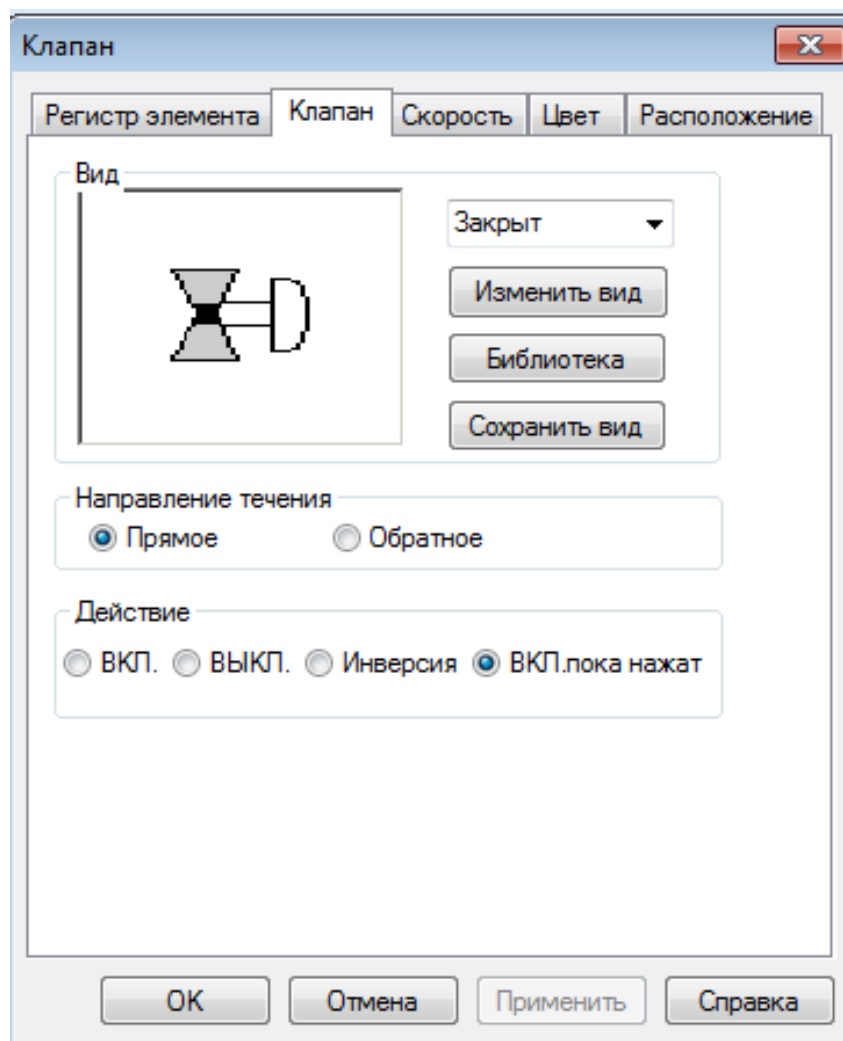 Клапан
Регистр элемента Клапан Скорость Цвет Расположение
Вид
Закрыт
Изменить вид
Библиотека
Сохранить вид
Направление течения
Прямое Обратное
Действие
ВКЛ. ВЫКЛ. Инверсия ВКЛ.пока нажат
ОК Отмена Применить Справка